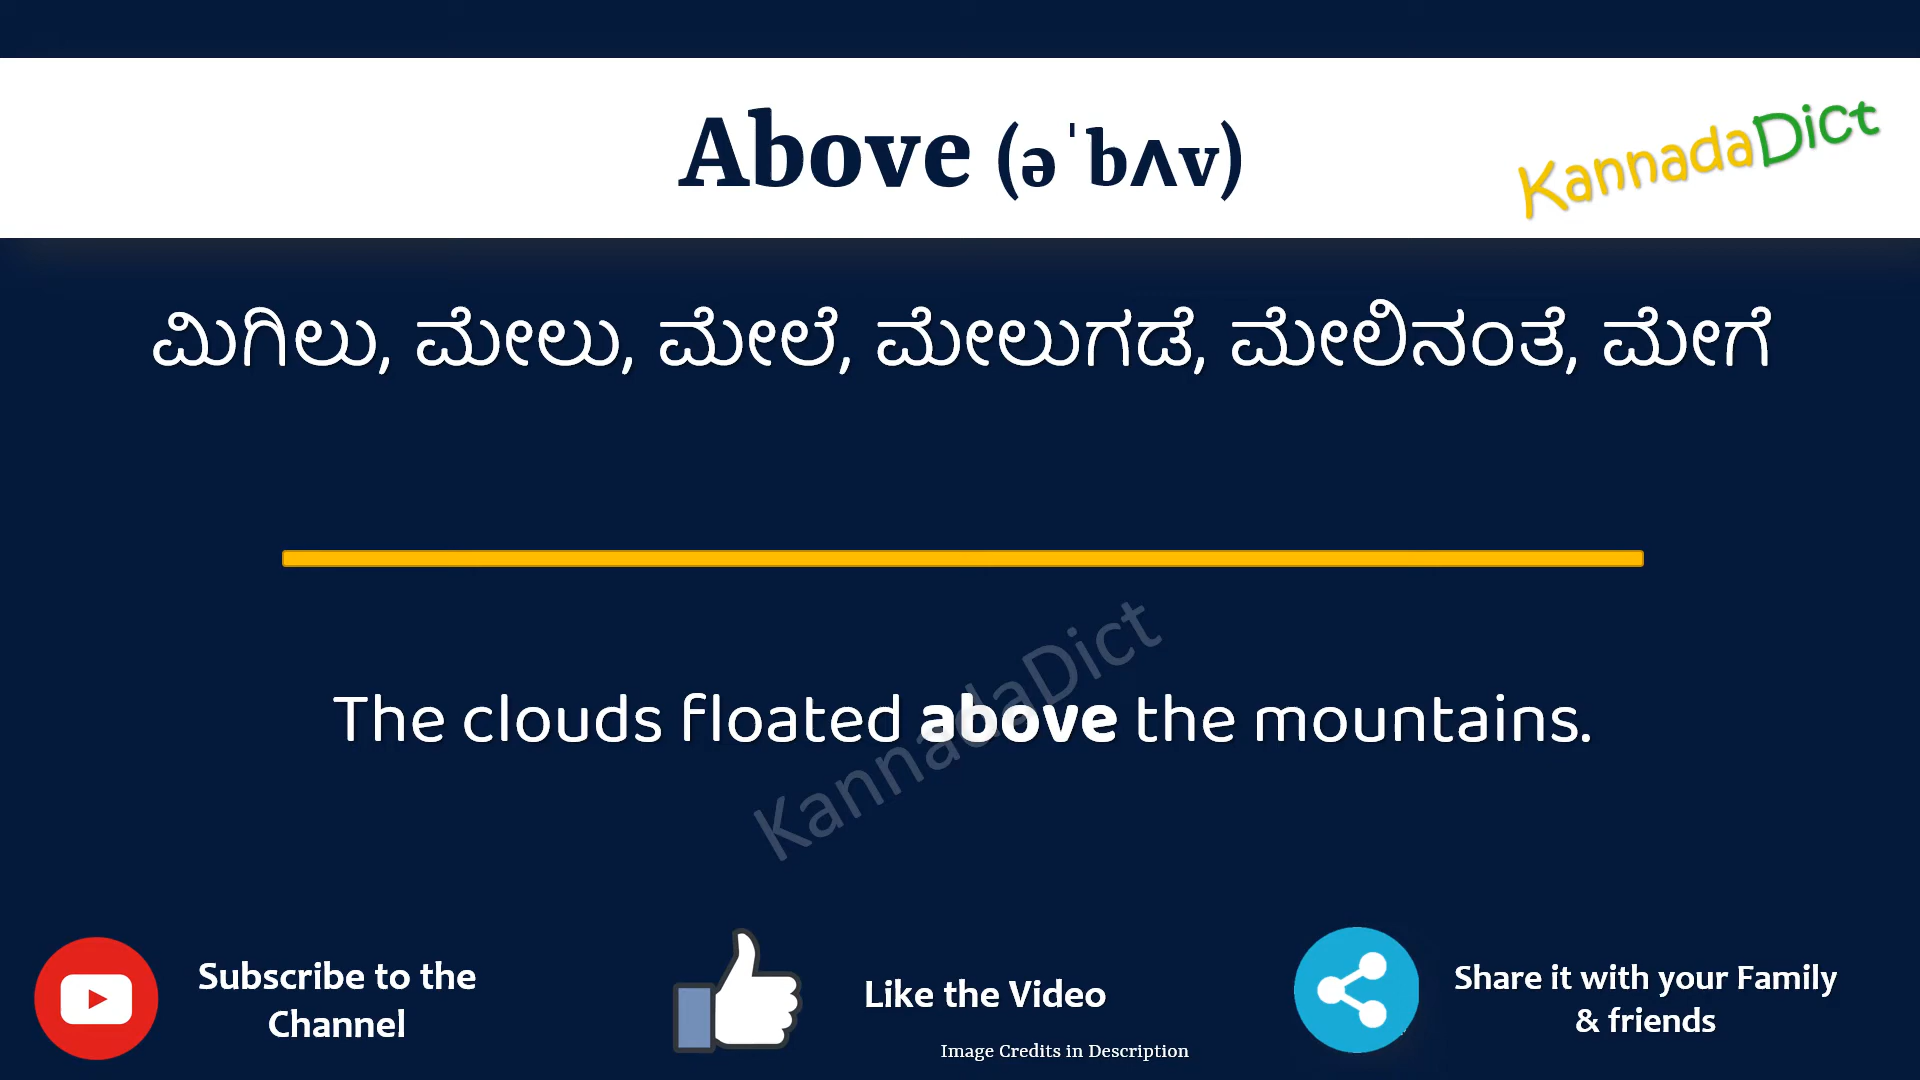 Above (əˈbʌv)
KannadaDict
ಮಿಗಿಲು, ಮೇಲು, ಮೇಲೆ, ಮೇಲುಗಡೆ, ಮೇಲಿನಂತೆ, ಮೇಗೆ
The clouds floated above the mountains.
KannadaDict
Subscribe to the
Channel
Like the Video
Share it with your Family
& friends
Image Credits in Description